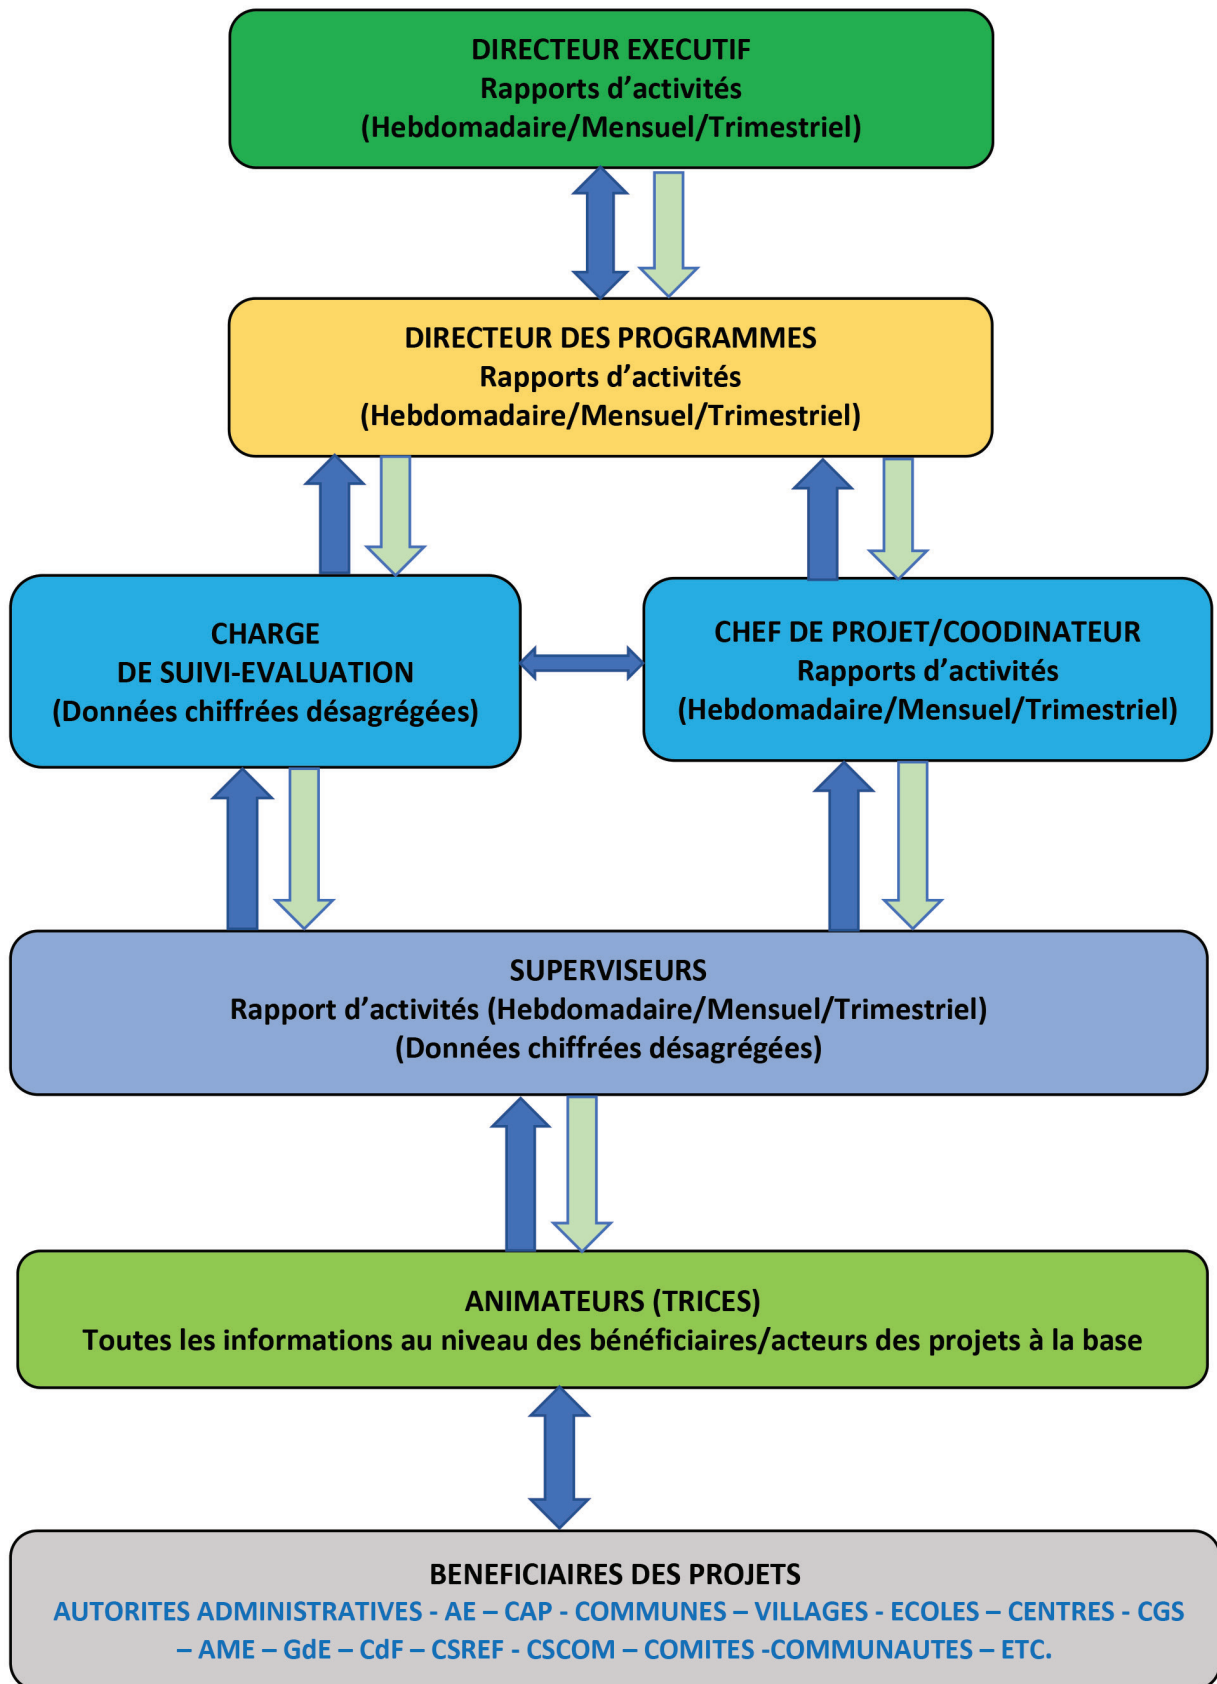 DIRECTEUR EXECUTIF
Rapports d’activités
(Hebdomadaire/Mensuel/Trimestriel)
DIRECTEUR DES PROGRAMMES
Rapports d’activités
(Hebdomadaire/Mensuel/Trimestriel)
CHARGE
DE SUIVI-EVALUATION
(Données chiffrées désagrégées)
CHEF DE PROJET/COODINATEUR
Rapports d’activités
(Hebdomadaire/Mensuel/Trimestriel)
SUPERVISEURS
Rapport d’activités (Hebdomadaire/Mensuel/Trimestriel)
(Données chiffrées désagrégées)
ANIMATEURS (TRICES)
Toutes les informations au niveau des bénéficiaires/acteurs des projets à la base
BENEFICIAIRES DES PROJETS
AUTORITES ADMINISTRATIVES - AE – CAP - COMMUNES – VILLAGES - ECOLES – CENTRES - CGS
– AME – GdE – CdF – CSREF - CSCOM – COMITES -COMMUNAUTES – ETC.